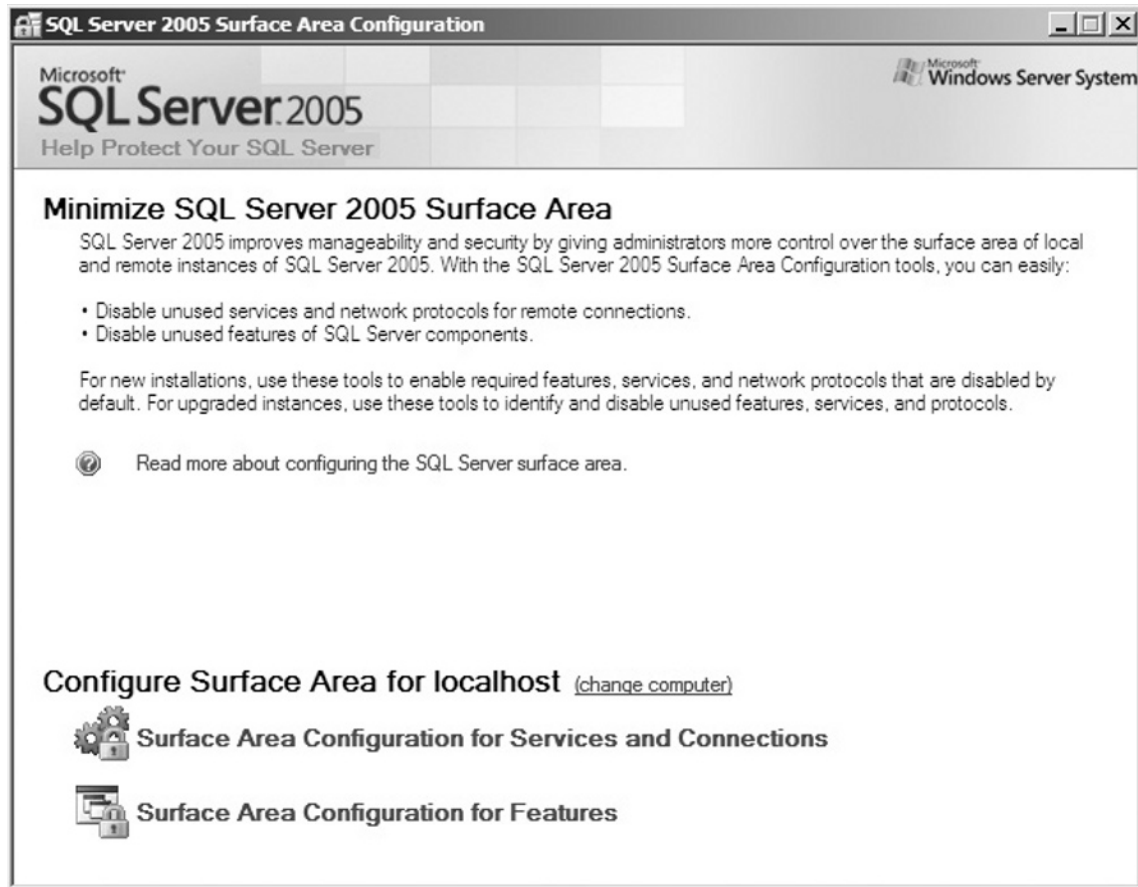 SQL Server 2005 Surface Area Configuration
Microsoft
SQL Server 2005
Help Protect Your SQL Server
Microsoft
Windows Server System
Minimize SQL Server 2005 Surface Area
SQL Server 2005 improves manageability and security by giving administrators more control over the surface area of local
and remote instances of SQL Server 2005. With the SQL Server 2005 Surface Area Configuration tools, you can easily:
• Disable unused services and network protocols for remote connections.
• Disable unused features of SQL Server components.
For new installations, use these tools to enable required features, services, and network protocols that are disabled by
default. For upgraded instances, use these tools to identify and disable unused features, services, and protocols.
Read more about configuring the SQL Server surface area.
Configure Surface Area for localhost (change computer)
Surface Area Configuration for Services and Connections
Surface Area Configuration for Features